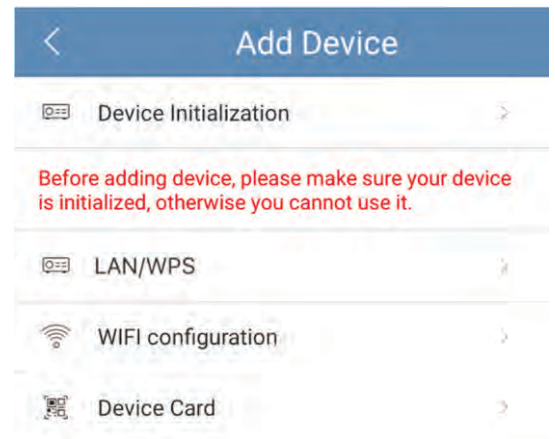 Add Device
Device Initialization
Before adding device, please make sure your device
is initialized, otherwise you cannot use it.
LAN/WPS
WIFI configuration
Device Card